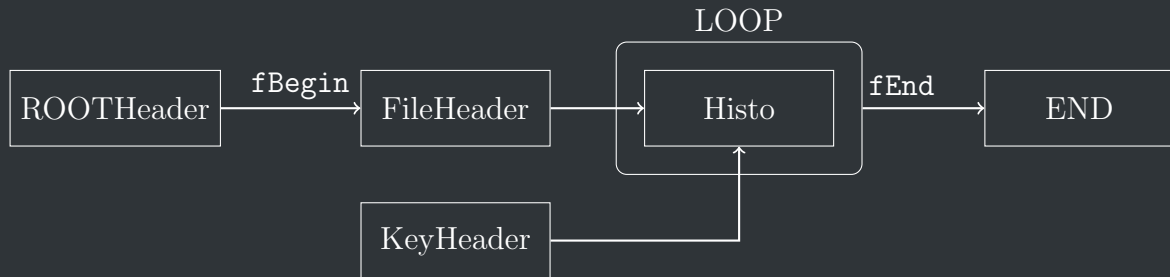 LOOP
ROOTHeader
fBegin
FileHeader
Histo
fEnd
END
KeyHeader